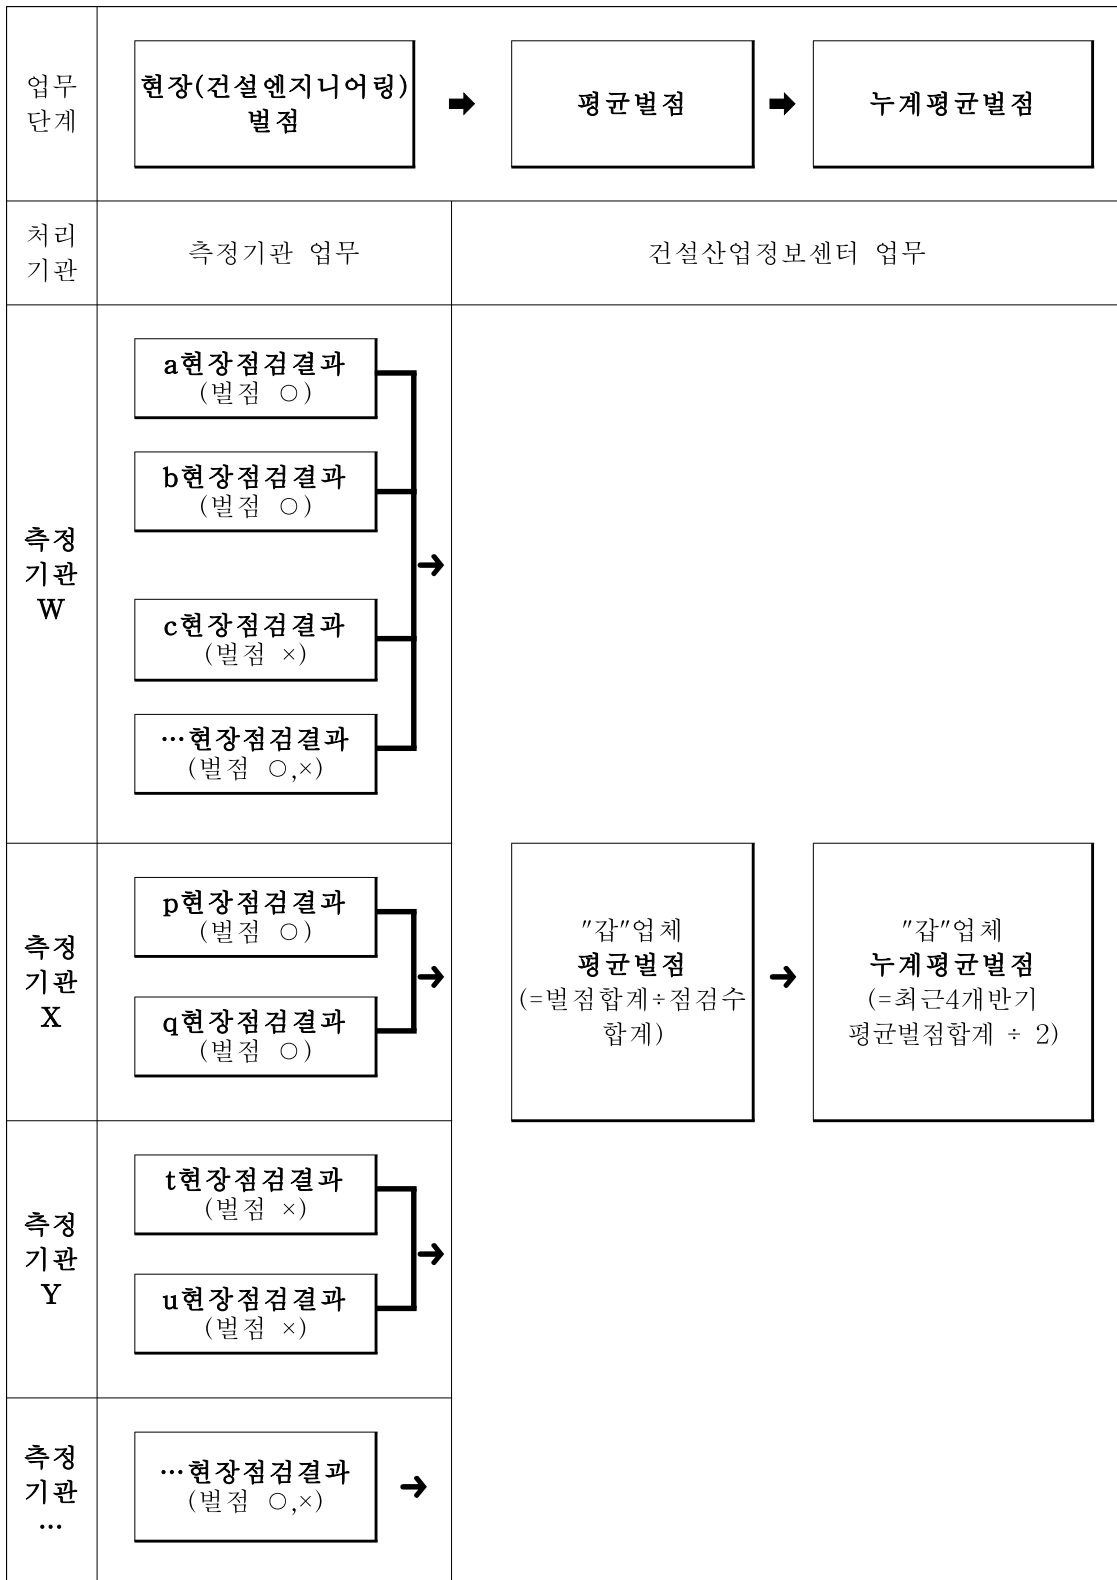 업무
단계
현장(건설엔지니어링)
벌점
➡
평균벌점
➡
누계평균벌점
처리
기관
측정기관 업무
건설산업정보센터 업무
측정
기관
W
a현장점검결과
(벌점 ○)
b현장점검결과
(벌점 ○)
c현장점검결과
(벌점 ×)
…현장점검결과
(벌점 ○,×)
측정
기관
X
p현장점검결과
(벌점 ○)
q현장점검결과
(벌점 ○)
"갑"업체
평균벌점
(=벌점합계÷점검수
합계)
"갑"업체
누계평균벌점
(=최근4개반기
평균벌점합계 ÷ 2)
측정
기관
Y
t현장점검결과
(벌점 ×)
u현장점검결과
(벌점 ×)
측정
기관
…
…현장점검결과
(벌점 ○,×)